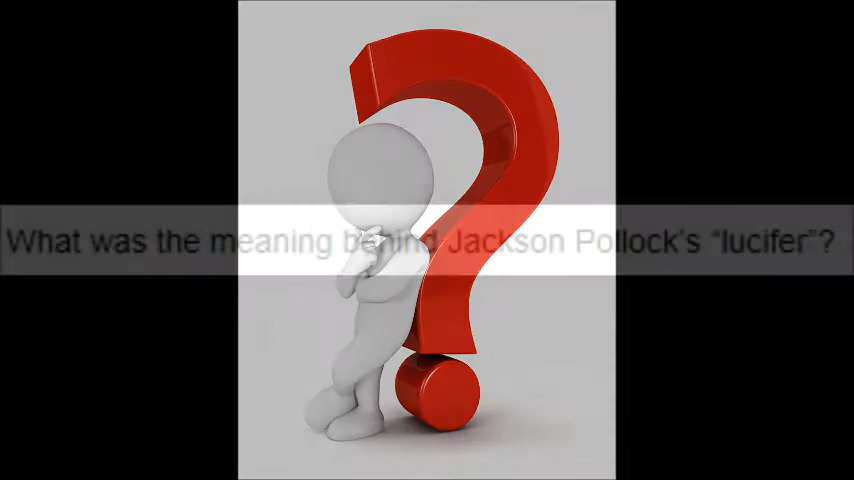 What was the meaning behind Jackson Pollock's “lucifer”?